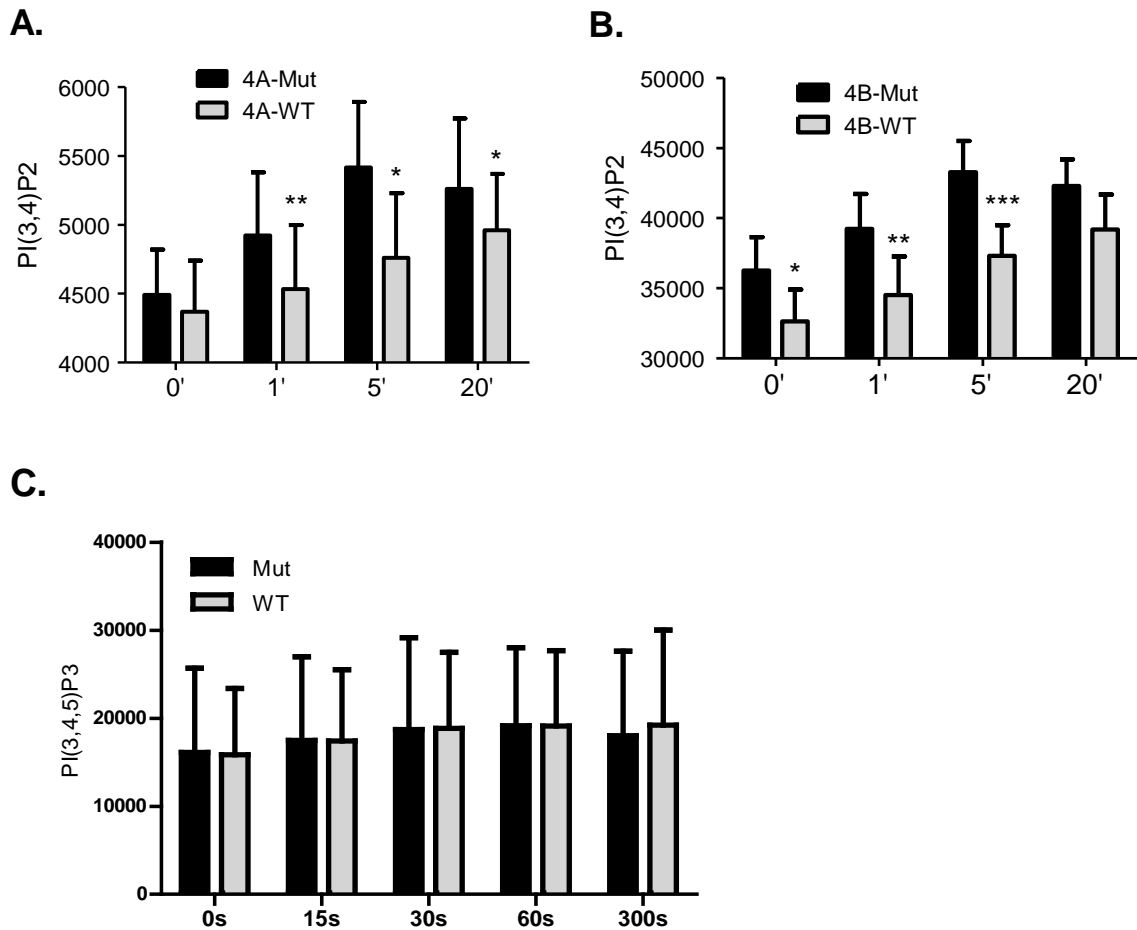 A.
4A-Mut
4A-WT
PI(3,4)P2
6000
5500
5000
4500
4000
** * *
0' 1' 5' 20'
B.
4B-Mut
4B-WT
PI(3,4)P2
50000
45000
40000
35000
30000
* ** ***
0' 1' 5' 20'
C.
Mut
WT
PI(3,4,5)P3
40000
30000
20000
10000
0
0s 15s 30s 60s 300s